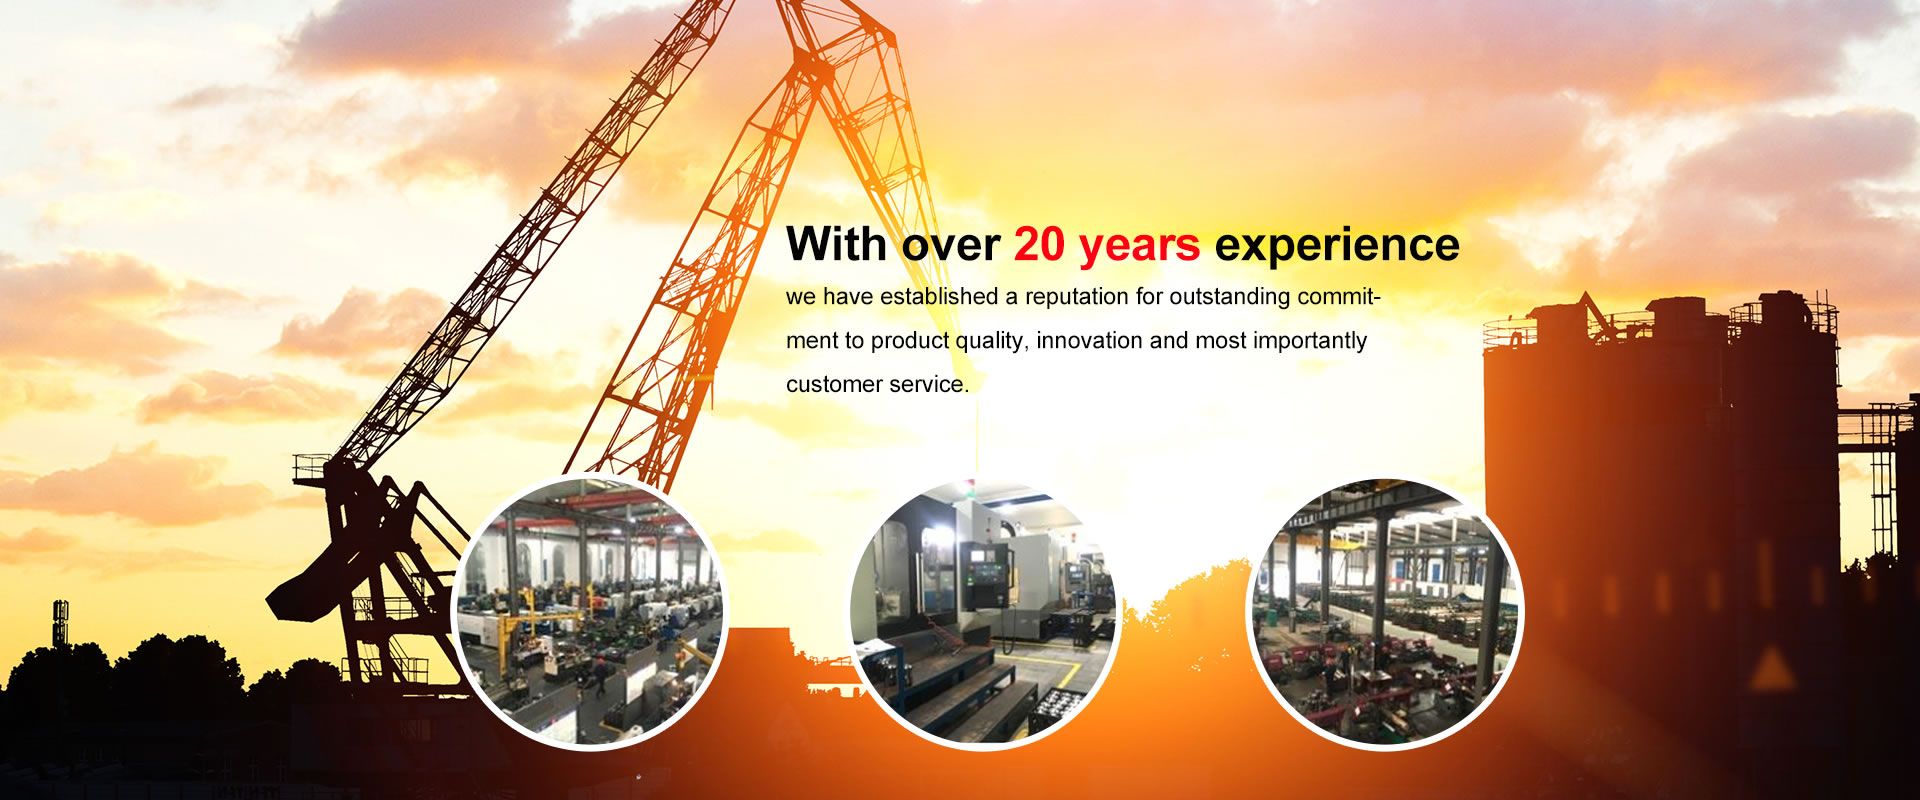 With over 20 years experience
we have established a reputation for outstanding commit-
ment to product quality, innovation and most importantly
customer service.